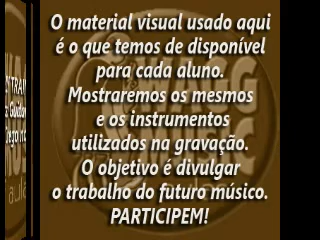 O material visual usado aqui
é o que temos de disponível
para cada aluno.
Mostraremos os mesmos
e os instrumentos
utilizados na gravação.
O objetivo é divulgar
o trabalho do futuro músico.
PARTICIPEM!